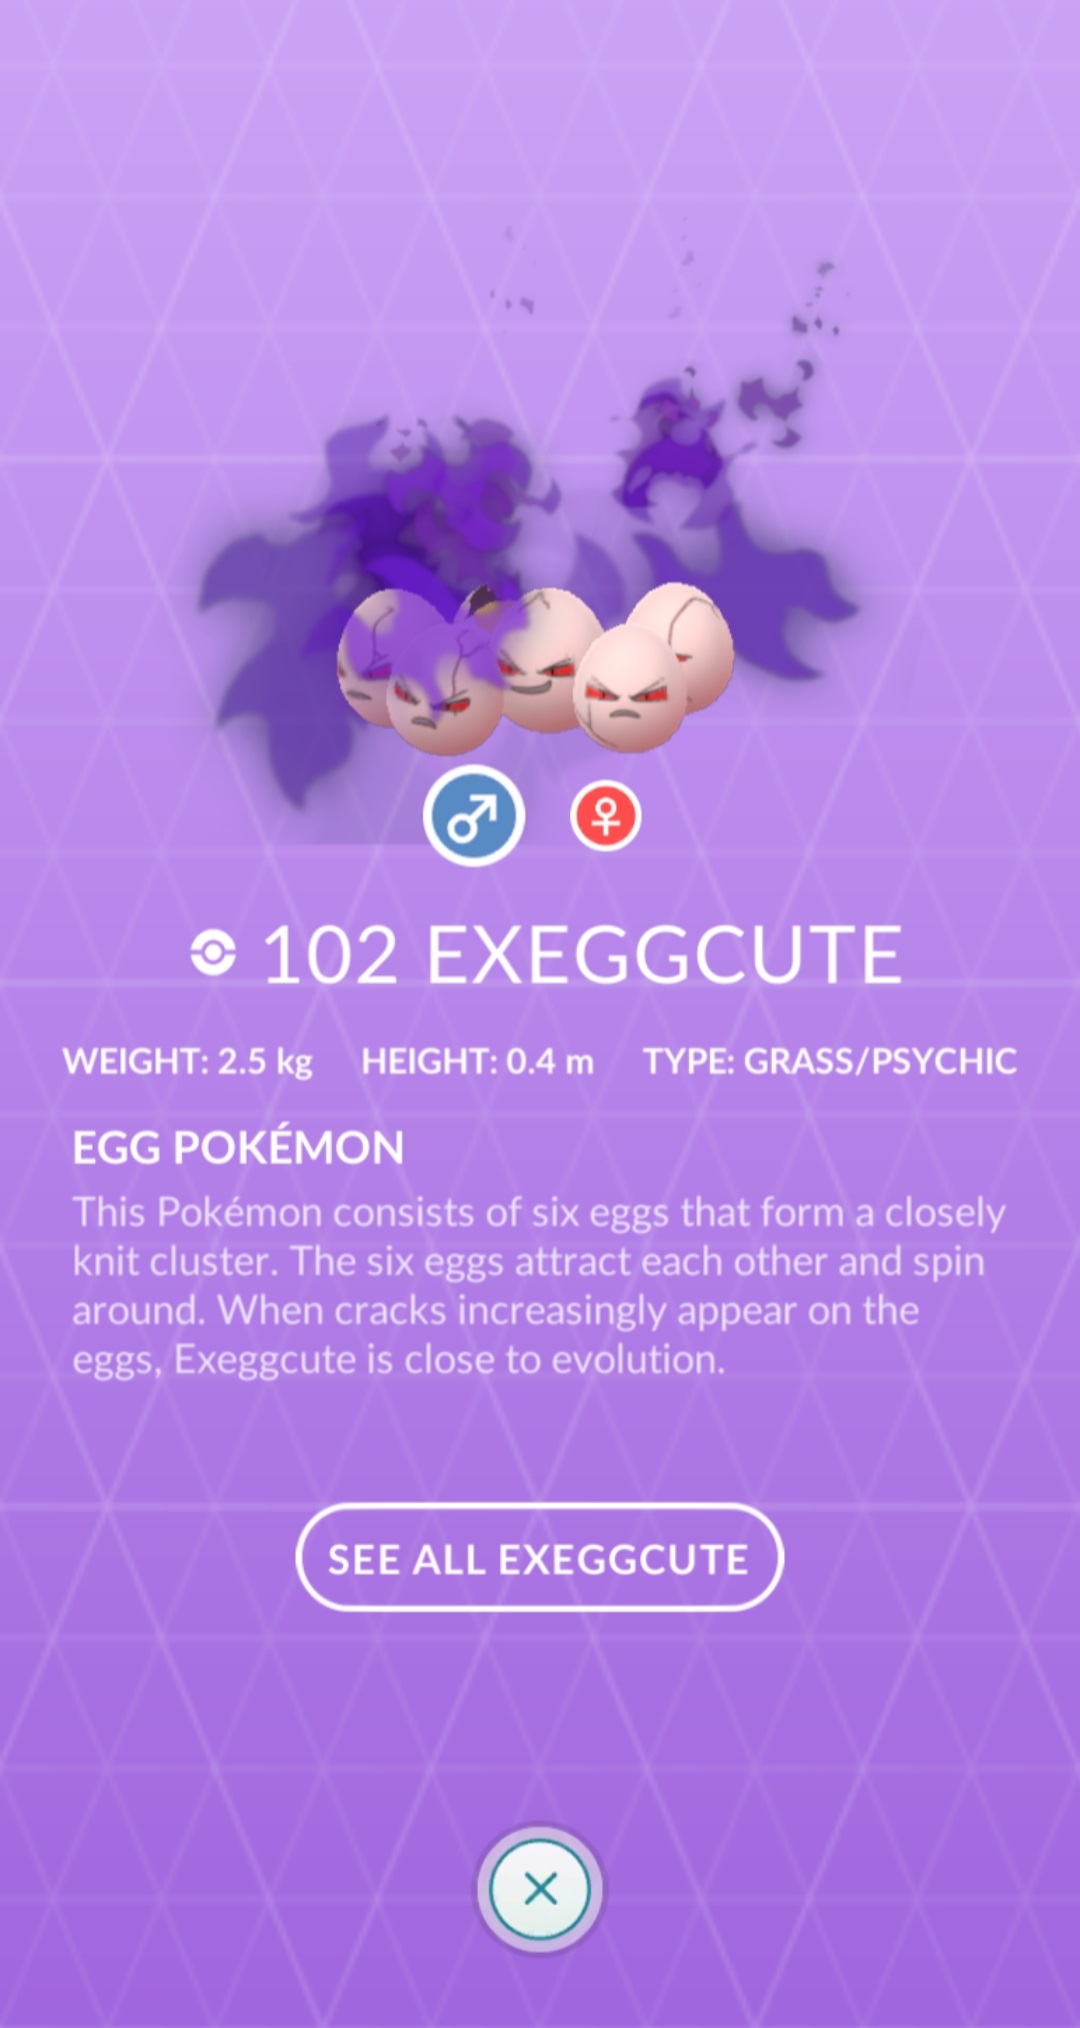 102 EXEGGCUTE
WEIGHT: 2.5 kg HEIGHT: 0.4 m TYPE: GRASS/PSYCHIC
EGG POKÉMON
This Pokémon consists of six eggs that form a closely
knit cluster. The six eggs attract each other and spin
around. When cracks increasingly appear on the
eggs, Exeggcute is close to evolution.
SEE ALL EXEGGCUTE